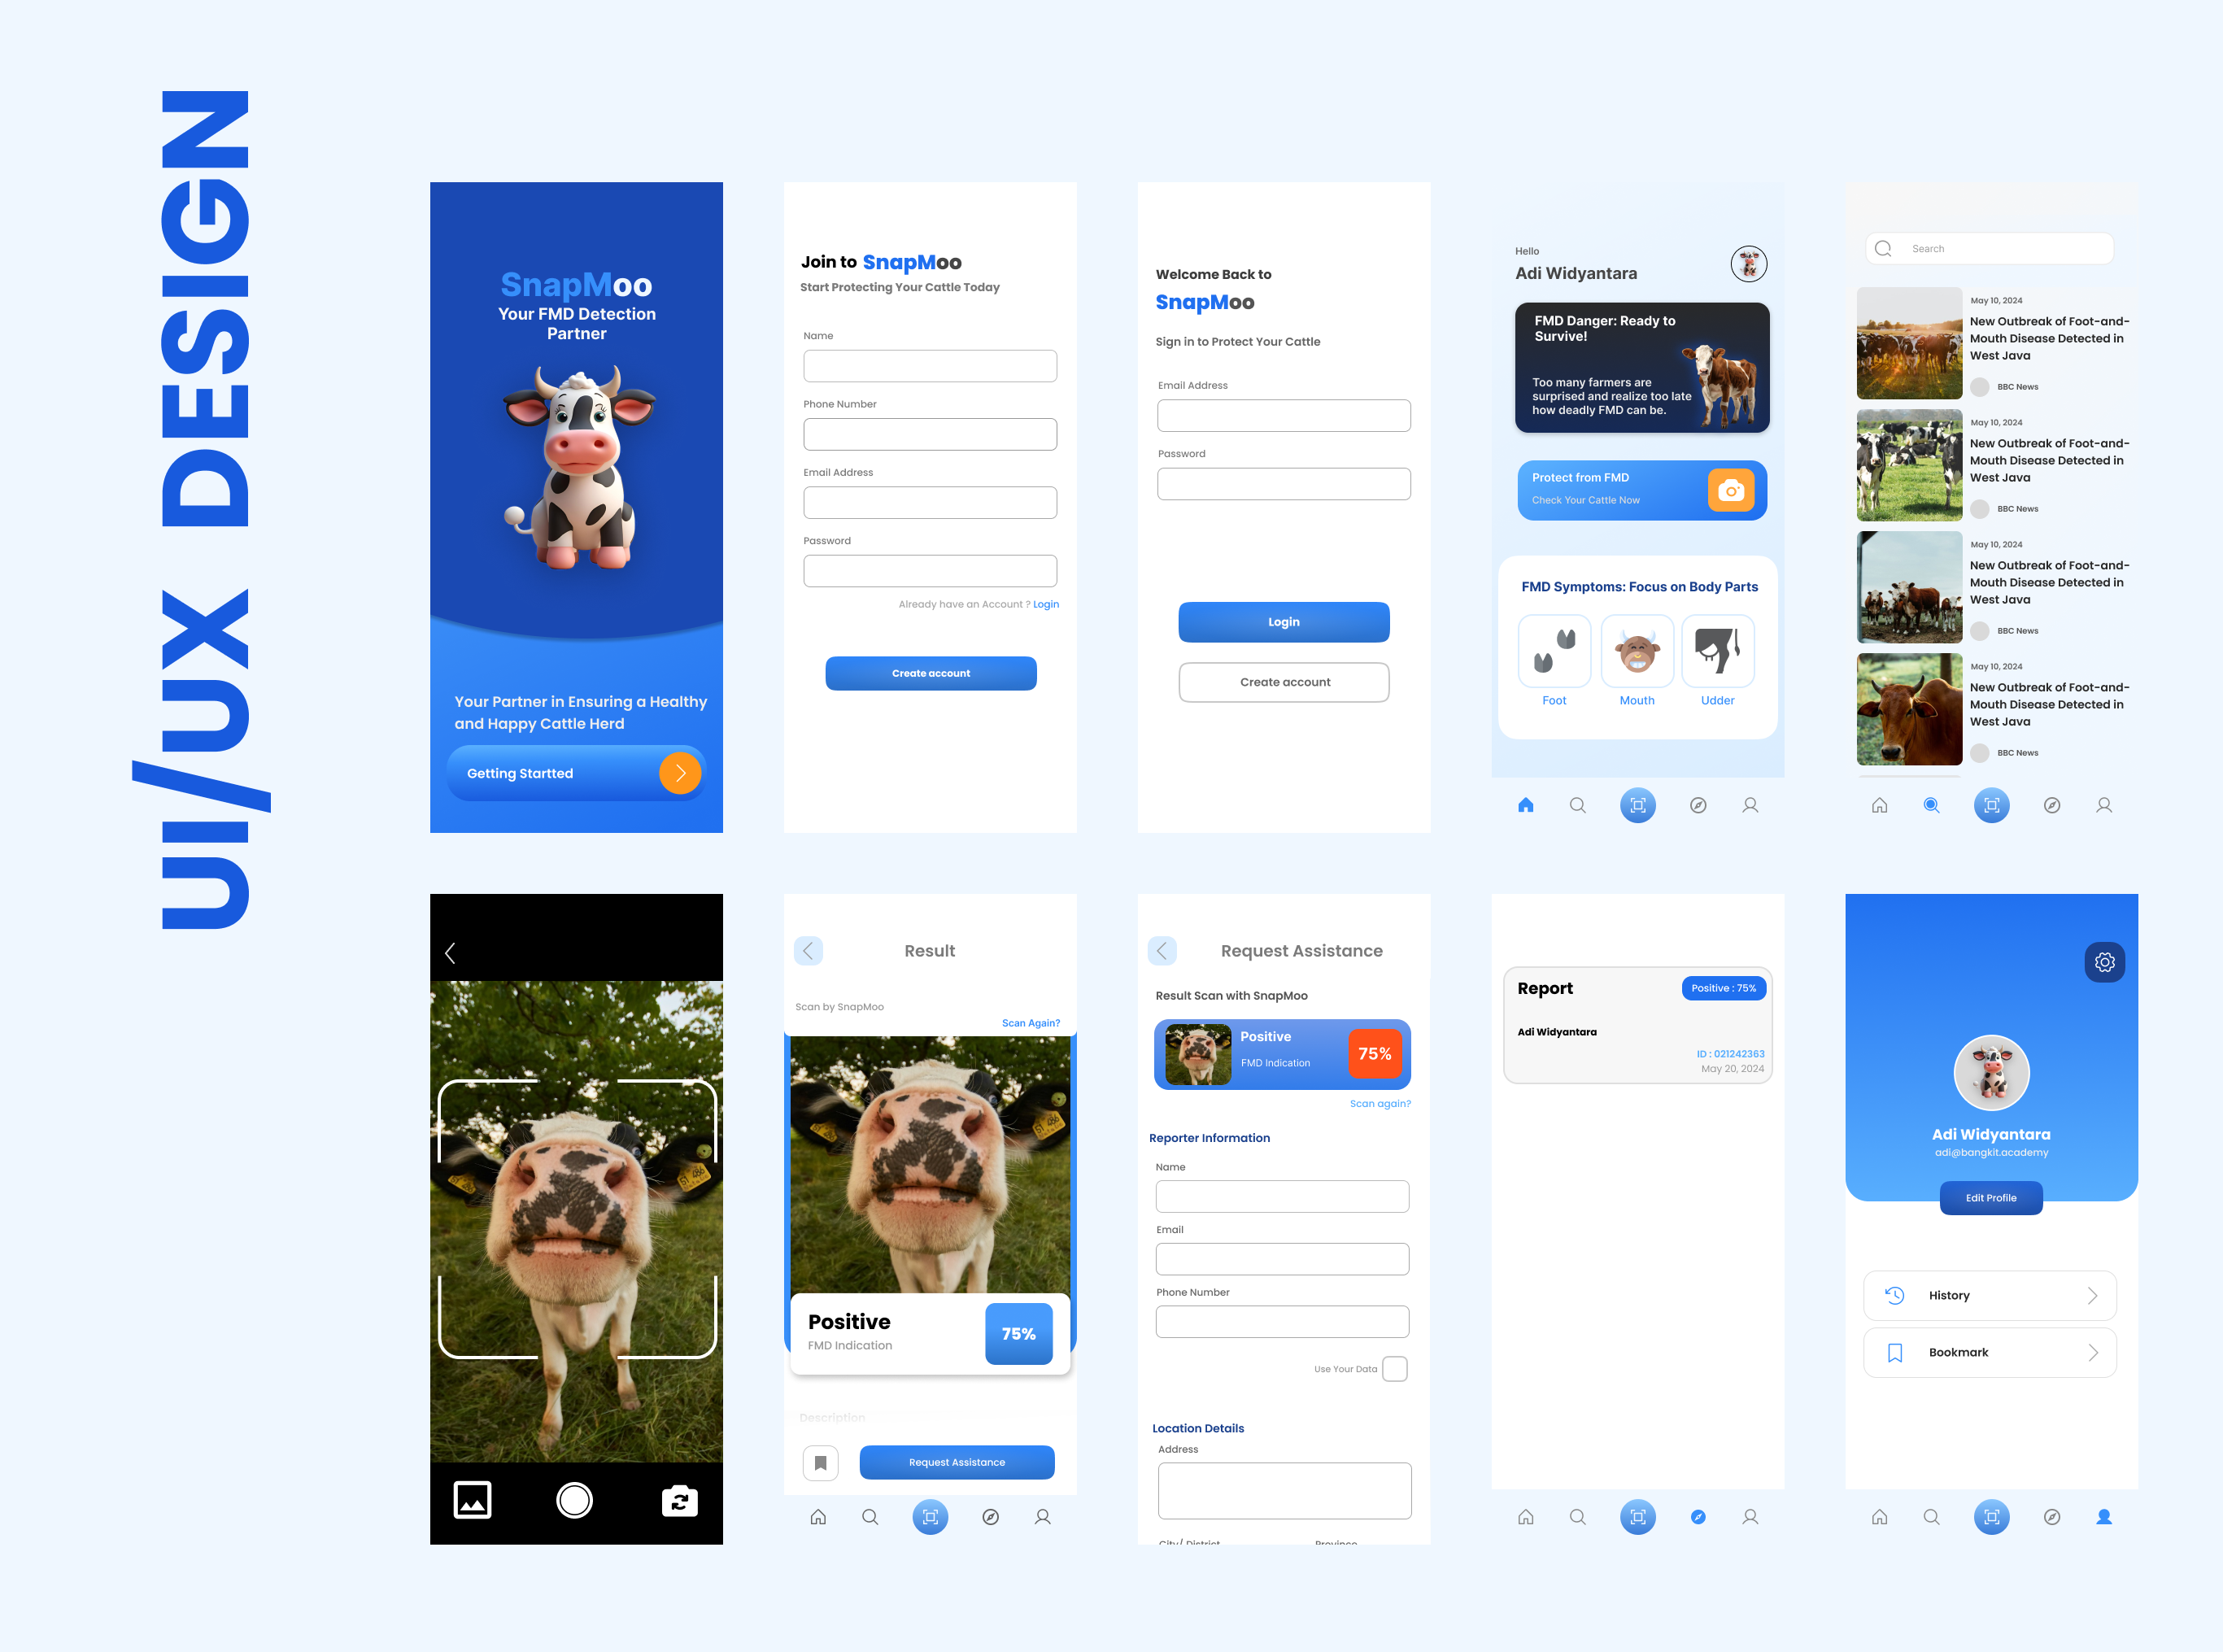 UI/UX DESIGN
SnapMoo
Your FMD Detection
Partner
Your Partner in Ensuring a Healthy
and Happy Cattle Herd
Getting Startted
Join to SnapMoo
Start Protecting Your Cattle Today
Name
Phone Number
Email Address
Password
Already have an Account ? Login
Create account
Welcome Back to
SnapMoo
Sign in to Protect Your Cattle
Email Address
Password
Login
Create account
Hello
Adi Widyantara
FMD Danger: Ready to
Survive!
Too many farmers are
surprised and realize too late
how deadly FMD can be.
Protect from FMD
Check Your Cattle Now
FMD Symptoms: Focus on Body Parts
Foot
Mouth
Udder
Search
May 10, 2024
New Outbreak of Foot-and-
Mouth Disease Detected in
West Java
BBC News
May 10, 2024
New Outbreak of Foot-and-
Mouth Disease Detected in
West Java
BBC News
May 10, 2024
New Outbreak of Foot-and-
Mouth Disease Detected in
West Java
BBC News
May 10, 2024
New Outbreak of Foot-and-
Mouth Disease Detected in
West Java
BBC News
Result
Scan by SnapMoo
Scan Again?
Positive
FMD Indication
75%
Description
Request Assistance
Request Assistance
Result Scan with SnapMoo
Positive
FMD Indication
75%
Scan again?
Reporter Information
Name
Email
Phone Number
Use Your Data
Location Details
Address
City/ District
Province
Report
Positive : 75%
Adi Widyantara
ID : 021242363
May 20, 2024
Adi Widyantara
adi@bangkit.academy
Edit Profile
History
Bookmark